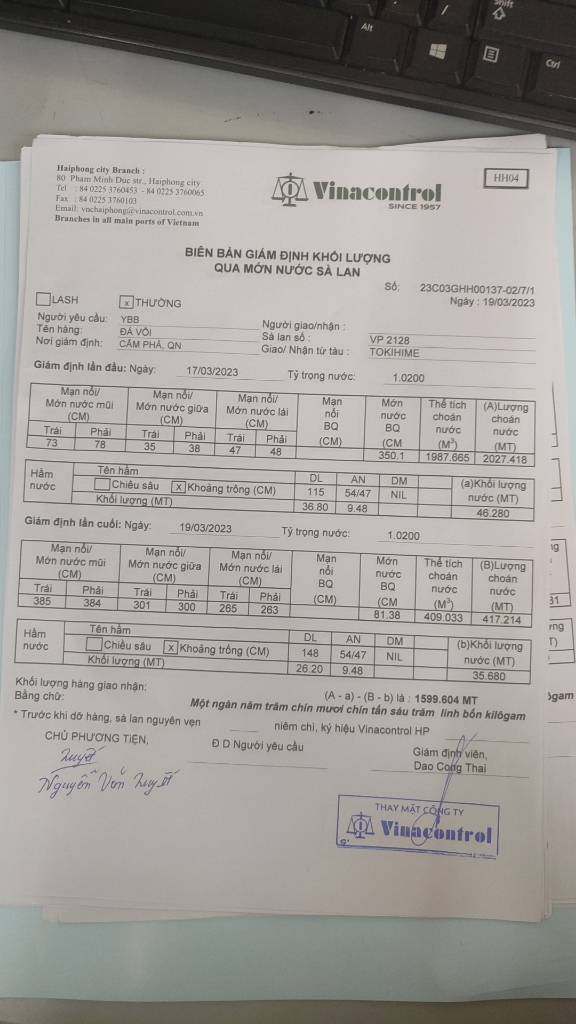 Alt
Shift
Ctrl
Haiphong city Branch :
80 Pham Minh Duc str., Haiphong city
Tel : 84 0225 3760453 - 84 0225 3760065
Fax : 84 0225 3760103
Email: vnchaiphong@vinacontrol.com.vn
Branches in all main ports of Vietnam
Vinacontrol
SINCE 1957
HH04
BIÊN BẢN GIÁM ĐỊNH KHỐI LƯỢNG
QUA MỚN NƯỚC SÀ LAN
Số: 23C03GHH00137-02/7/1
Ngày : 19/03/2023
LASH x THƯỜNG
Người yêu cầu: YBB Người giao/nhận :
Tên hàng: ĐÁ VÔI Sà lan số : VP 2128
Nơi giám định: CẨM PHẢ, QN Giao/ Nhận từ tàu : TOKIHIME
Giám định lần đầu: Ngày: 17/03/2023 Tỷ trọng nước: 1.0200
Mạn nổi/ Mạn nổi/ Mạn nổi/ Mạn Mớn Thể tích (A)Lượng
Mớn nước mũi Mớn nước giữa Mớn nước lái nổi nước choán choán
(CM) (CM) (CM) BQ BQ nước nước
Trái Phải Trái Phải Trái Phải (CM) (CM (M³) (MT)
73 78 35 38 47 48 350.1 1987.665 2027.418
Hầm nước Tên hầm DL AN DM (a)Khối lượng
Chiều sâu x Khoảng trống (CM) 115 54/47 NIL nước (MT)
Khối lượng (MT) 36.80 9.48 46.280
Giám định lần cuối: Ngày: 19/03/2023 Tỷ trọng nước: 1.0200
Mạn nổi/ Mạn nổi/ Mạn nổi/ Mạn Mớn Thể tích (B)Lượng
Mớn nước mũi Mớn nước giữa Mớn nước lái nổi nước choán choán
(CM) (CM) (CM) BQ BQ nước nước
Trái Phải Trái Phải Trái Phải (CM) (CM (M³) (MT)
385 384 301 300 265 263 81.38 409.033 417.214
Hầm nước Tên hầm DL AN DM (b)Khối lượng
Chiều sâu x Khoảng trống (CM) 148 54/47 NIL nước (MT)
Khối lượng (MT) 26.20 9.48 35.680
Khối lượng hàng giao nhận: (A - a) - (B - b) là : 1599.604 MT
Bằng chữ: Một ngàn năm trăm chín mươi chín tấn sáu trăm linh bốn kilôgam
* Trước khi dỡ hàng, sà lan nguyên vẹn niêm chì, ký hiệu Vinacontrol HP
CHỦ PHƯƠNG TIỆN, Đ D Người yêu cầu Giám định viên,
Dao Cong Thai
Nguyễn Văn
THAY MẶT CÔNG TY
Vinacontrol